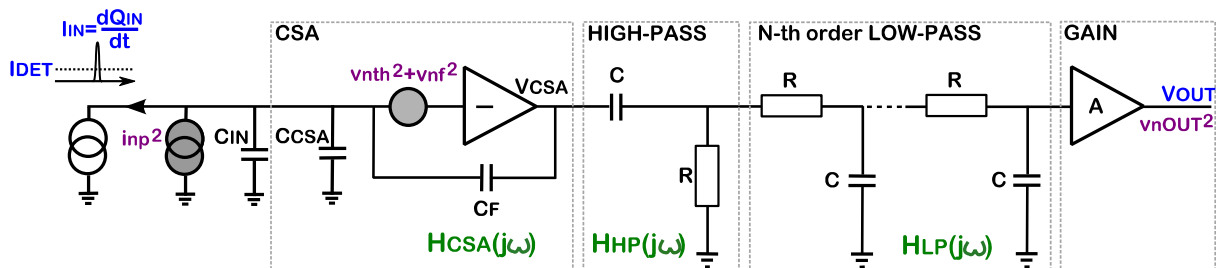 IIN=dQIN/dt
IDET
CSA
HIGH-PASS
N-th order LOW-PASS
GAIN
vnth²+vnf²
VCSA
C
R
R
A
VOUT
vnOUT²
inp²
CIN
CCSA
−
CF
R
C
C
HCSA(jω)
HHP(jω)
HLP(jω)